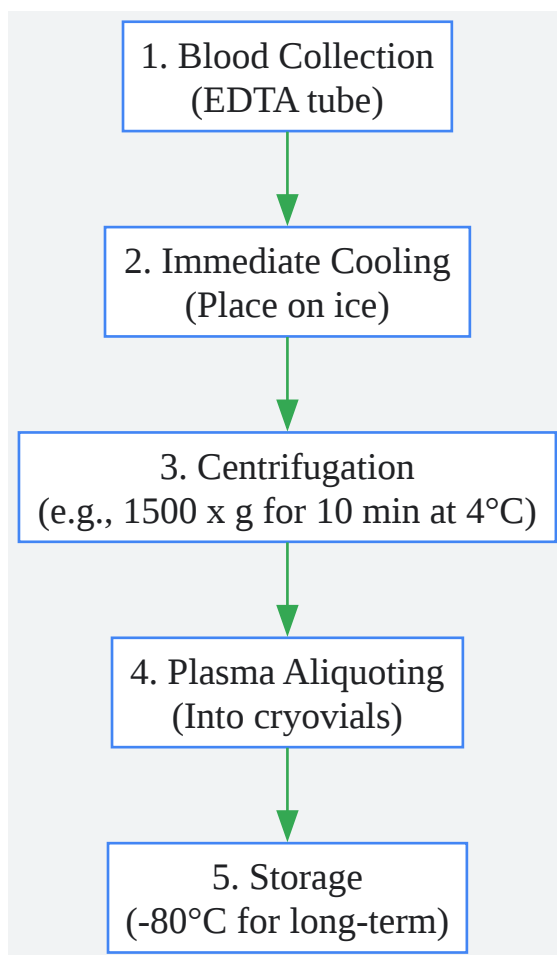 1. Blood Collection
(EDTA tube)
2. Immediate Cooling
(Place on ice)
3. Centrifugation
(e.g., 1500 x g for 10 min at 4°C)
4. Plasma Aliquoting
(Into cryovials)
5. Storage
(-80°C for long-term)